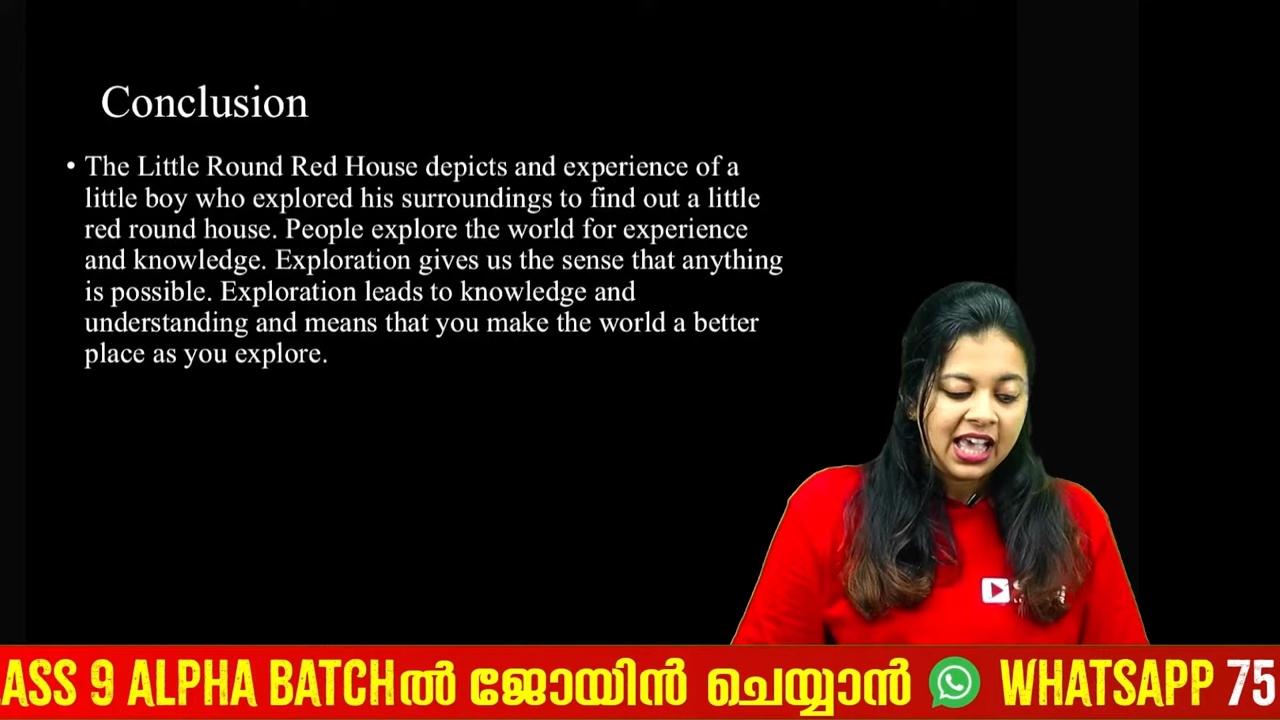 Conclusion
• The Little Round Red House depicts and experience of a
little boy who explored his surroundings to find out a little
red round house. People explore the world for experience
and knowledge. Exploration gives us the sense that anything
is possible. Exploration leads to knowledge and
understanding and means that you make the world a better
place as you explore.
ASS 9 ALPHA BATCHൽ ജോയിൻ ചെയ്യാൻ WHATSAPP 75